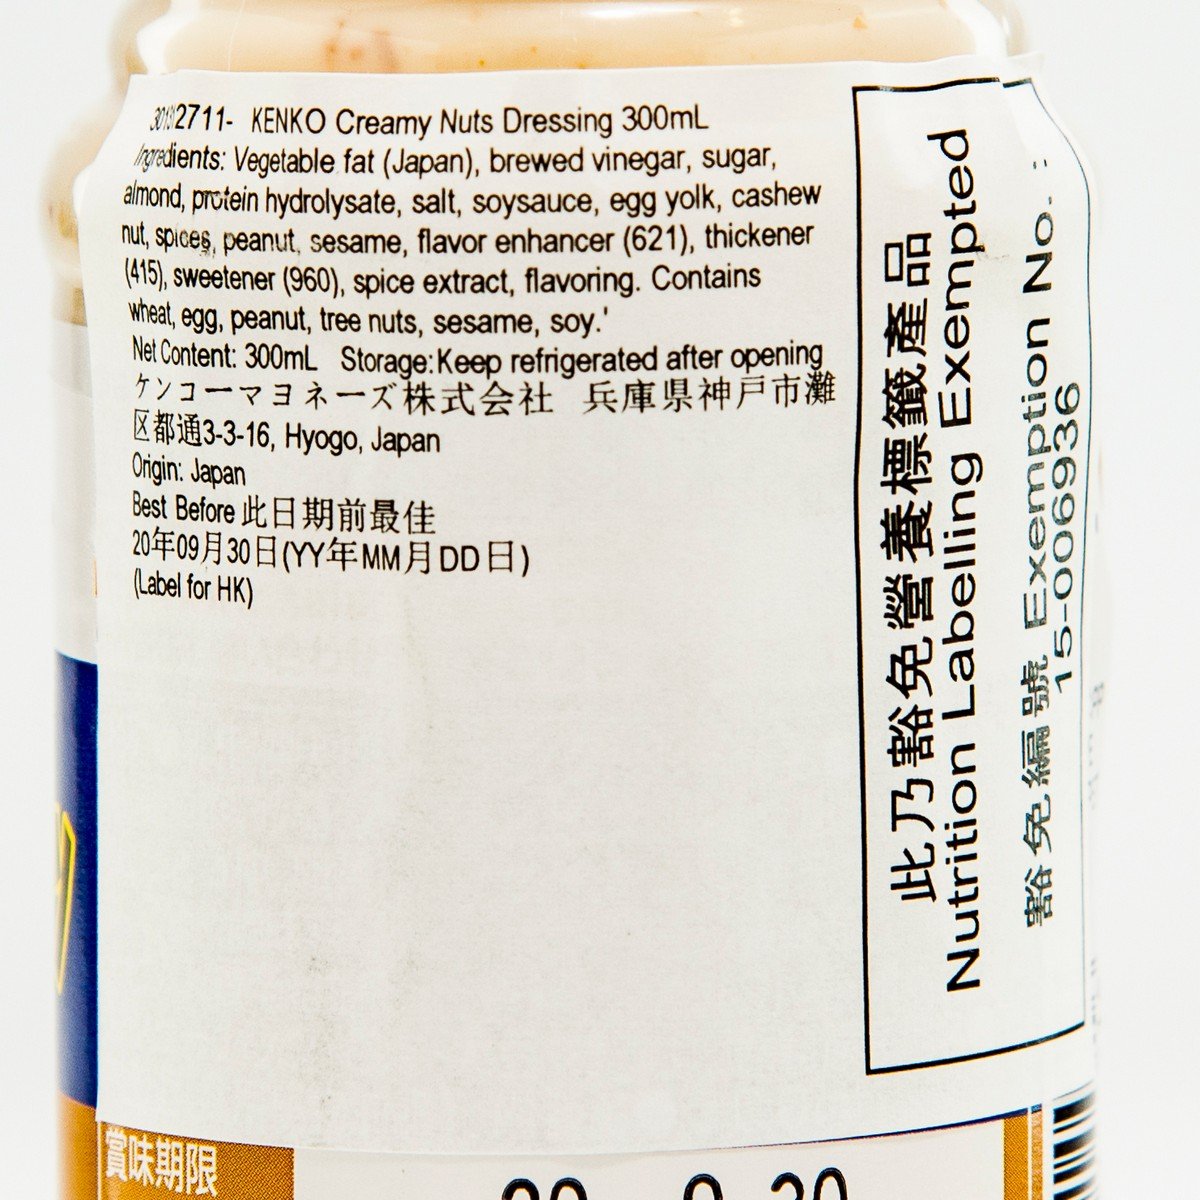 30132711- KENKO Creamy Nuts Dressing 300mL
Ingredients: Vegetable fat (Japan), brewed vinegar, sugar,
almond, protein hydrolysate, salt, soysauce, egg yolk, cashew
nut, spices, peanut, sesame, flavor enhancer (621), thickener
(415), sweetener (960), spice extract, flavoring. Contains
wheat, egg, peanut, tree nuts, sesame, soy.'
Net Content: 300mL Storage:Keep refrigerated after opening
ケンコーマヨネーズ株式会社 兵庫県神戸市灘
区都通3-3-16, Hyogo, Japan
Origin: Japan
Best Before 此日期前最佳
20年09月30日(YY年MM月DD日)
(Label for HK)
此乃豁免營養標籤產品
Nutrition Labelling Exempted
豁免編號 Exemption No. :
15-006936
賞味期限
20 9 30